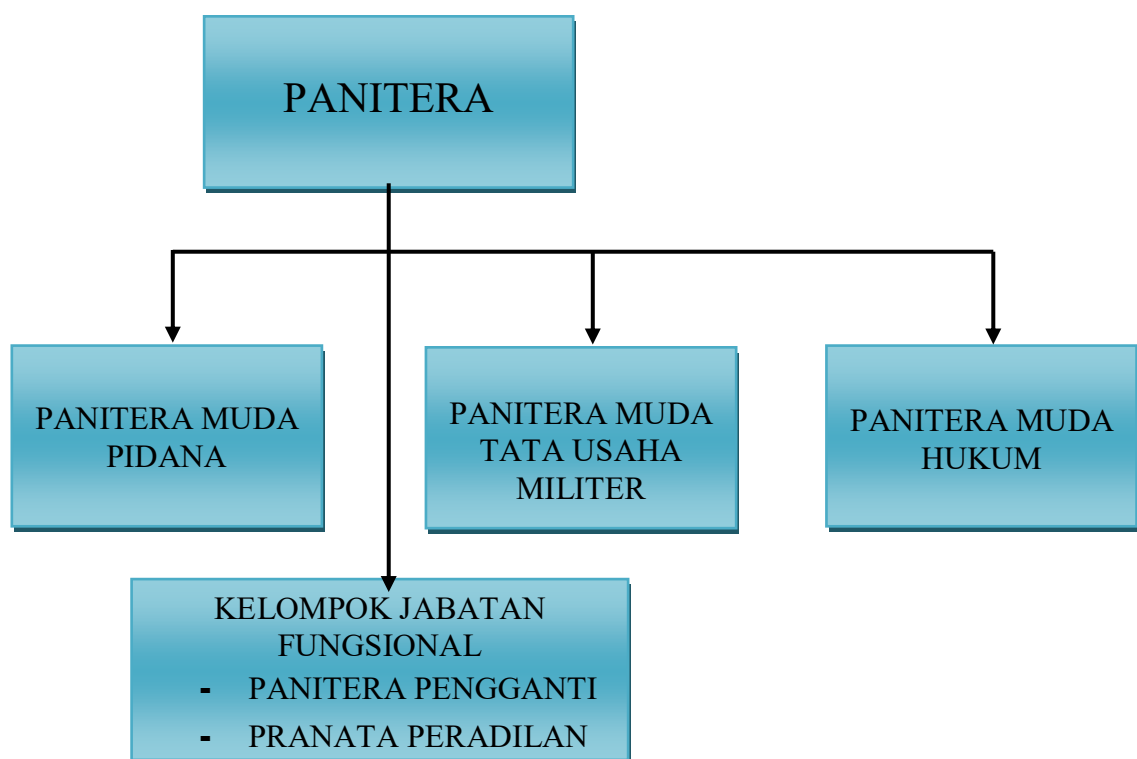 PANITERA
PANITERA MUDA
PIDANA
PANITERA MUDA
TATA USAHA
MILITER
PANITERA MUDA
HUKUM
KELOMPOK JABATAN
FUNGSIONAL
- PANITERA PENGGANTI
- PRANATA PERADILAN